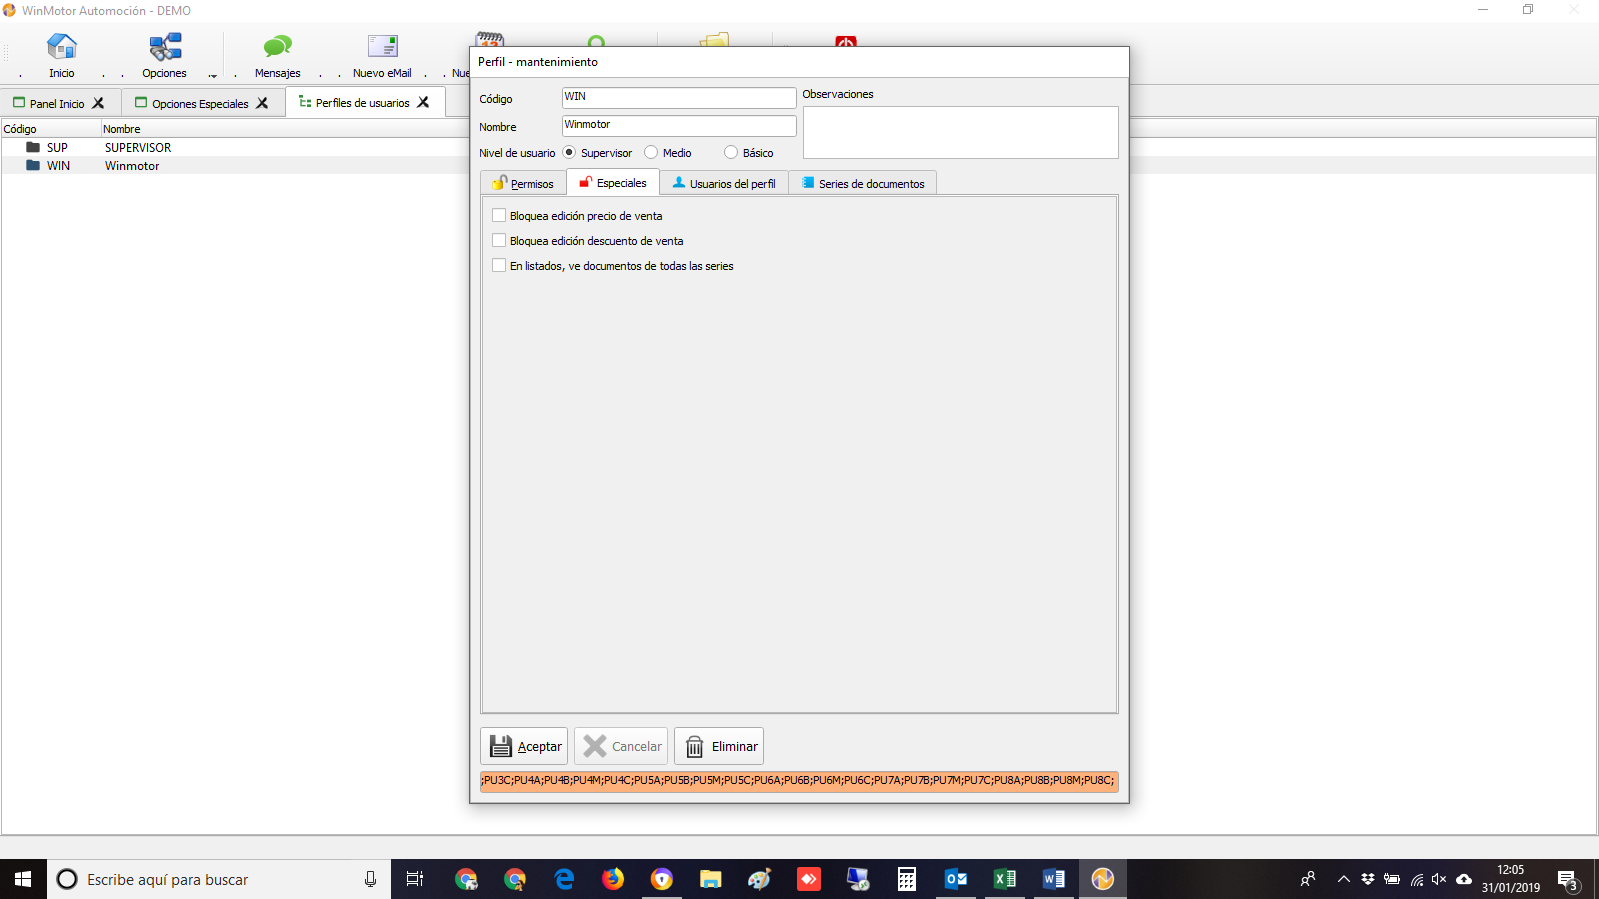 WinMotor Automoción - DEMO
Inicio
Opciones
Mensajes
Nuevo eMail
Nue
Panel Inicio
Opciones Especiales
Perfiles de usuarios
Código Nombre
SUP SUPERVISOR
WIN Winmotor
Perfil - mantenimiento
Código WIN
Nombre Winmotor
Nivel de usuario Supervisor Medio Básico
Observaciones
Permisos Especiales Usuarios del perfil Series de documentos
Bloquea edición precio de venta
Bloquea edición descuento de venta
En listados, ve documentos de todas las series
Aceptar Cancelar Eliminar
;PU3C;PU4A;PU4B;PU4M;PU4C;PU5A;PU5B;PU5M;PU5C;PU6A;PU6B;PU6M;PU6C;PU7A;PU7B;PU7M;PU7C;PU8A;PU8B;PU8M;PU8C;
Escribe aquí para buscar
12:05
31/01/2019
3